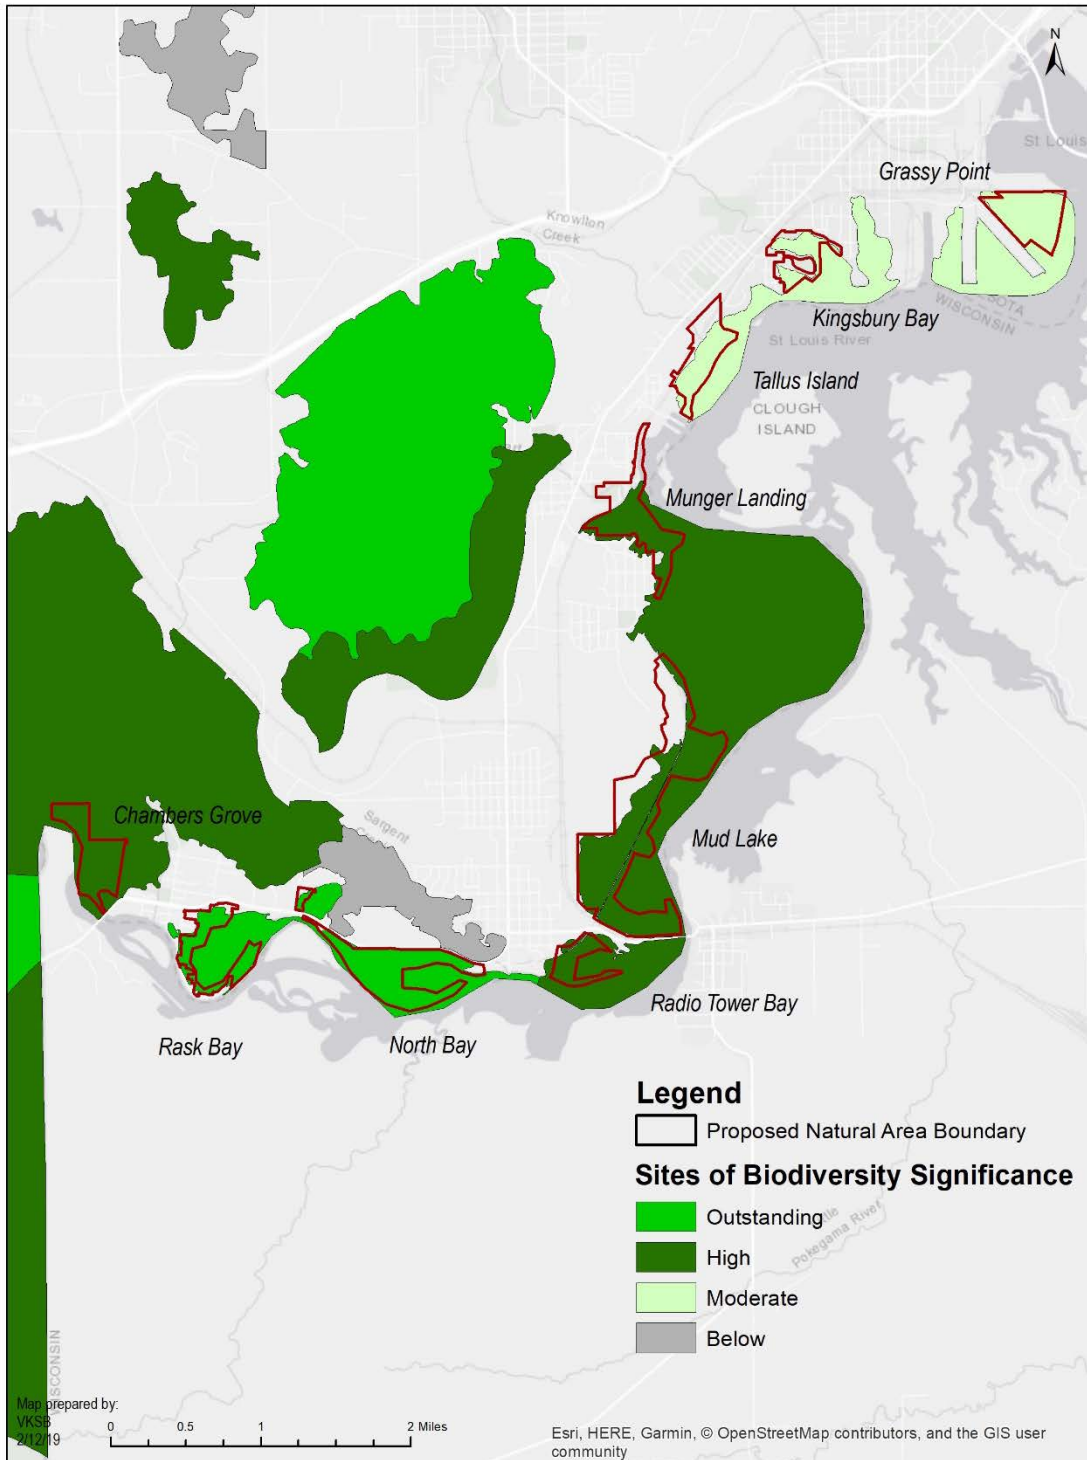 N
St Louis
Grassy Point
Knowlton
Creek
MINNESOTA
WISCONSIN
Kingsbury Bay
St Louis River
Tallus Island
CLOUGH
ISLAND
Munger Landing
Chambers Grove
Sargent
Mud Lake
Radio Tower Bay
Rask Bay
North Bay
Legend
Proposed Natural Area Boundary
Sites of Biodiversity Significance
Outstanding
Pokegama River
High
Moderate
Below
WISCONSIN
Map prepared by:
VKSB
2/12/19
0 0.5 1 2 Miles
Esri, HERE, Garmin, © OpenStreetMap contributors, and the GIS user
community